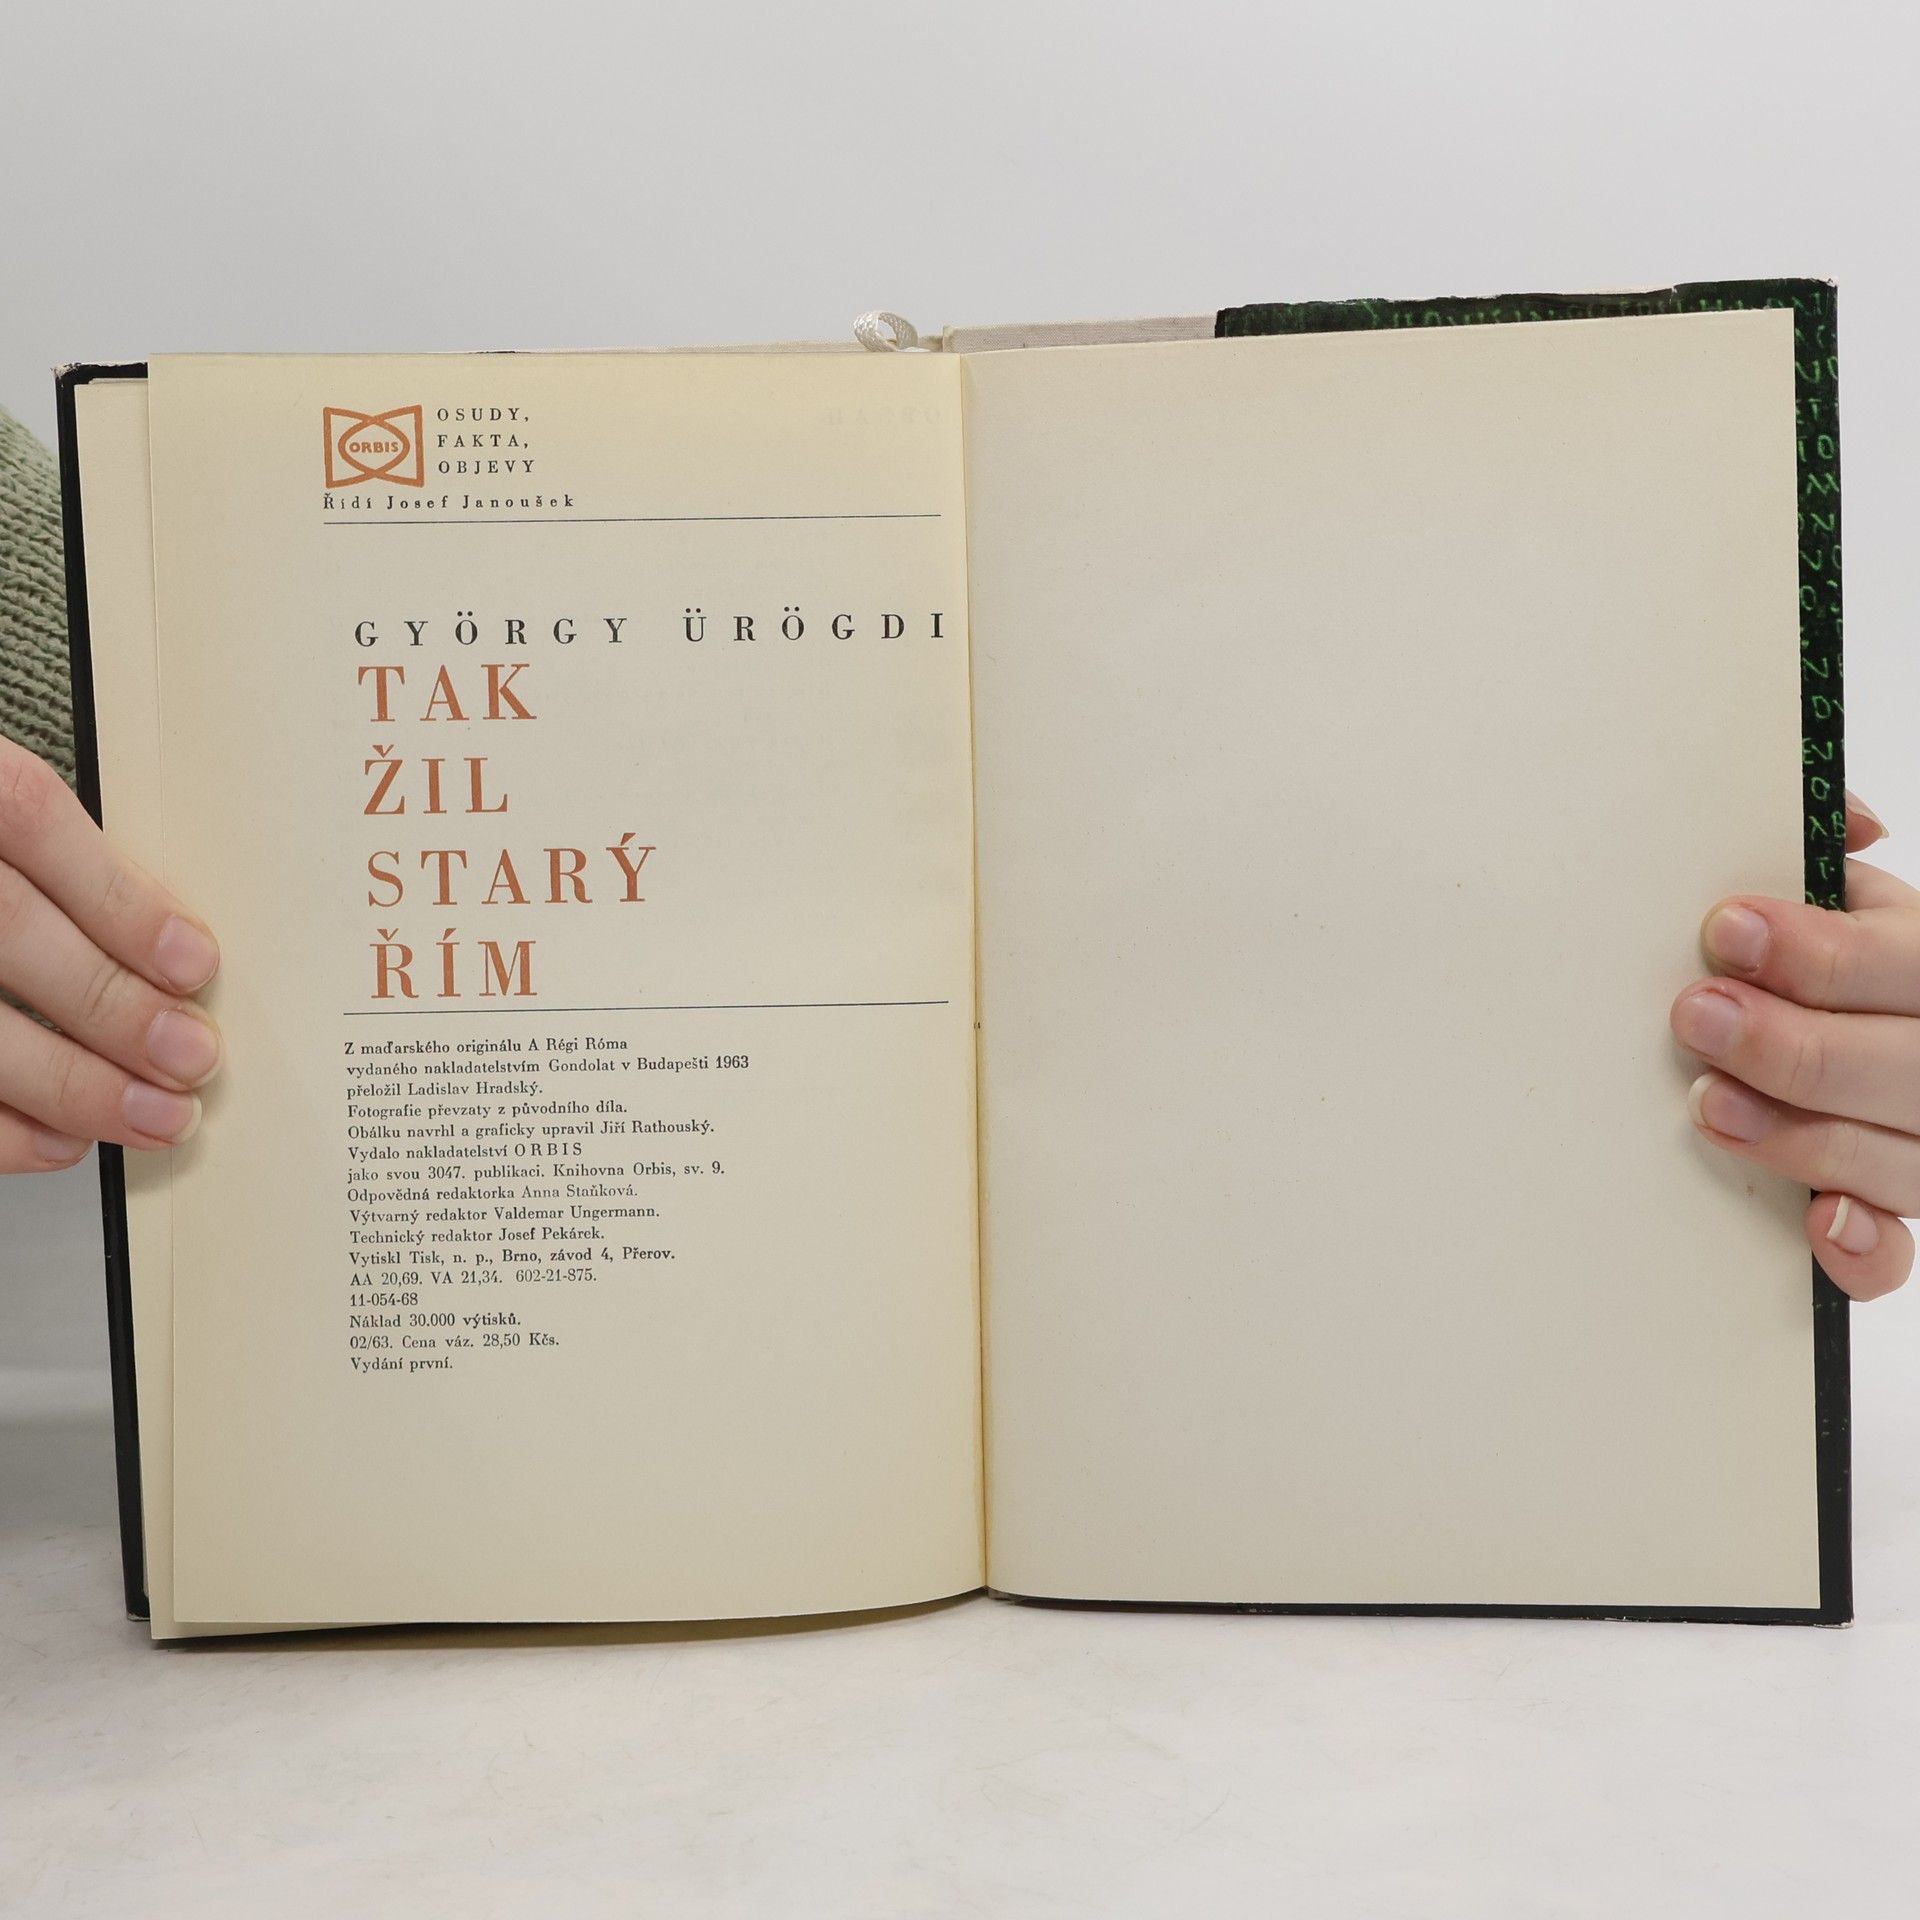 ORBIS
OSUDY,
FAKTA,
OBJEVY
Řídí Josef Janoušek
GYÖRGY ÜRÖGDI
TAK
ŽIL
STARÝ
ŘÍM
Z maďarského originálu A Régi Róma
vydaného nakladatelstvím Gondolat v Budapešti 1963
přeložil Ladislav Hradský.
Fotografie převzaty z původního díla.
Obálku navrhl a graficky upravil Jiří Rathouský.
Vydalo nakladatelství ORBIS
jako svou 3047. publikaci. Knihovna Orbis, sv. 9.
Odpovědná redaktorka Anna Staňková.
Výtvarný redaktor Valdemar Ungermann.
Technický redaktor Josef Pekárek.
Vytiskl Tisk, n. p., Brno, závod 4, Přerov.
AA 20,69. VA 21,34. 602-21-875.
11-054-68
Náklad 30.000 výtisků.
02/63. Cena váz. 28,50 Kčs.
Vydání první.